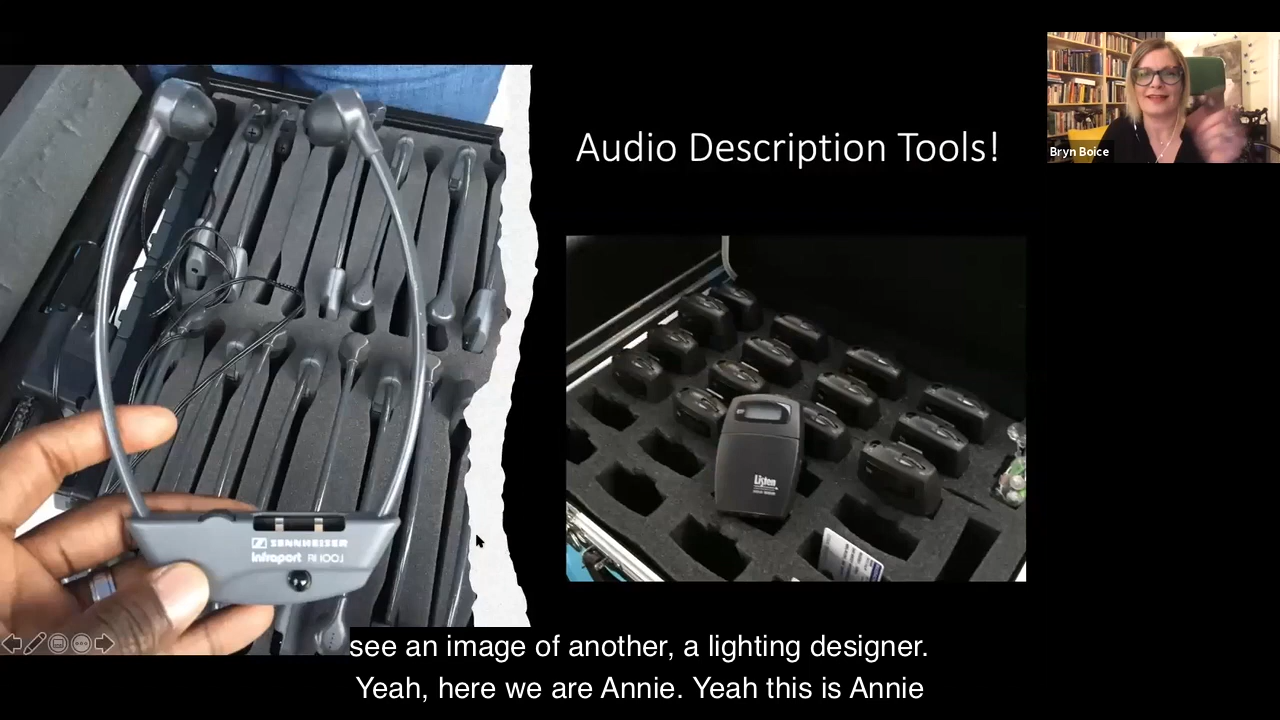 Audio Description Tools!
Bryn Boice
SENNHEISER
infraport RI 100J
Listen
see an image of another, a lighting designer.
Yeah, here we are Annie. Yeah this is Annie